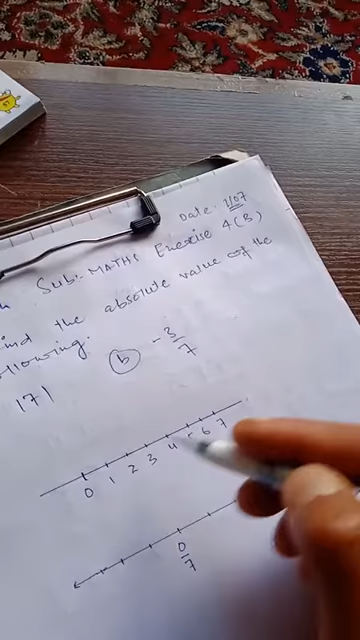 Date: 1/07
Sub:- MATHS Exercise 4(B)
find the absolute value of the
following.
|7| (b) -3/7
0 1 2 3 4 5 6 7
0/7